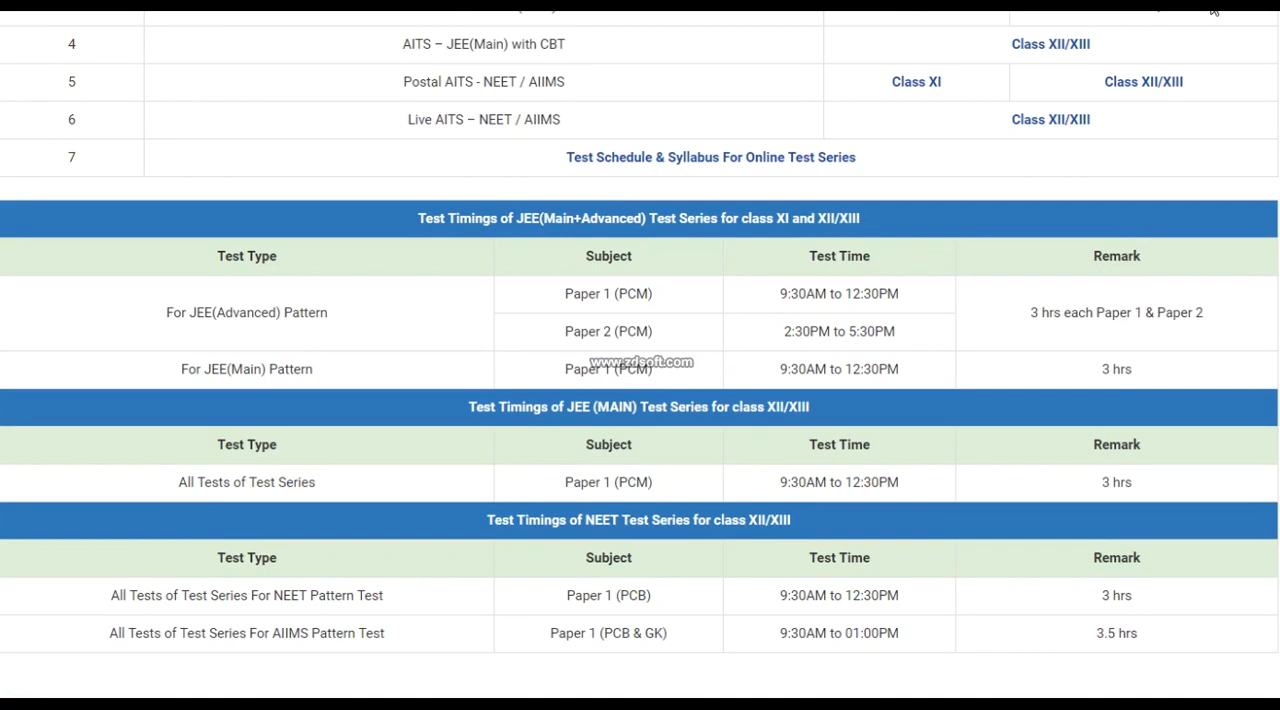 4 AITS – JEE(Main) with CBT Class XII/XIII
5 Postal AITS - NEET / AIIMS Class XI Class XII/XIII
6 Live AITS – NEET / AIIMS Class XII/XIII
7 Test Schedule & Syllabus For Online Test Series
Test Timings of JEE(Main+Advanced) Test Series for class XI and XII/XIII
Test Type Subject Test Time Remark
For JEE(Advanced) Pattern Paper 1 (PCM) 9:30AM to 12:30PM 3 hrs each Paper 1 & Paper 2
Paper 2 (PCM) 2:30PM to 5:30PM
www.zdsoft.com
For JEE(Main) Pattern Paper 1 (PCM) 9:30AM to 12:30PM 3 hrs
Test Timings of JEE (MAIN) Test Series for class XII/XIII
Test Type Subject Test Time Remark
All Tests of Test Series Paper 1 (PCM) 9:30AM to 12:30PM 3 hrs
Test Timings of NEET Test Series for class XII/XIII
Test Type Subject Test Time Remark
All Tests of Test Series For NEET Pattern Test Paper 1 (PCB) 9:30AM to 12:30PM 3 hrs
All Tests of Test Series For AIIMS Pattern Test Paper 1 (PCB & GK) 9:30AM to 01:00PM 3.5 hrs